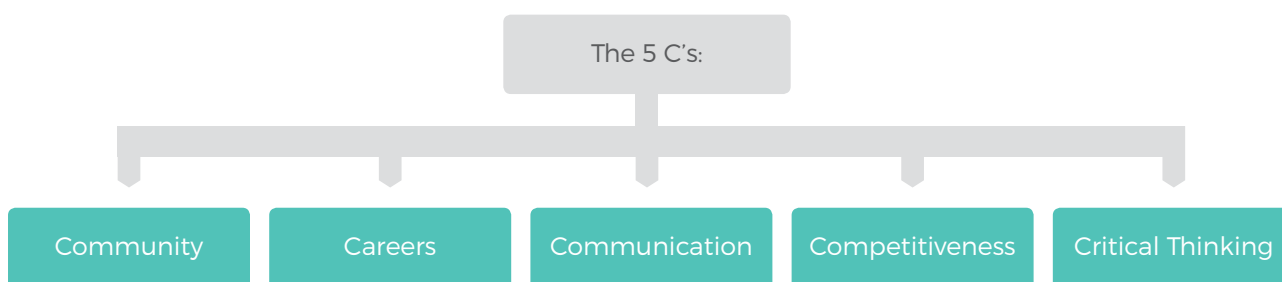 The 5 C’s:
Community
Careers
Communication
Competitiveness
Critical Thinking